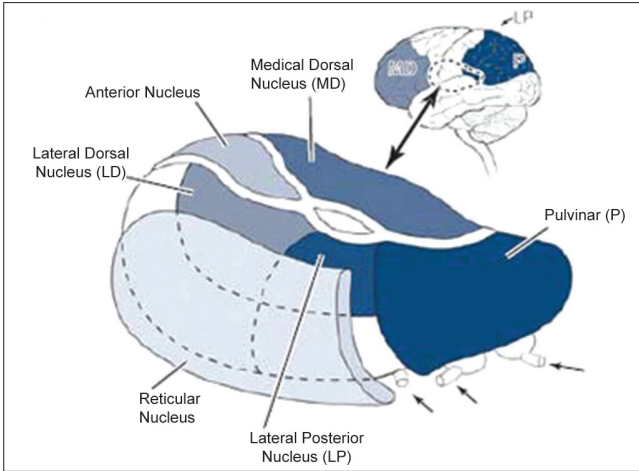 LP
MD
P
Medical Dorsal
Nucleus (MD)
Anterior Nucleus
Lateral Dorsal
Nucleus (LD)
Pulvinar (P)
Reticular
Nucleus
Lateral Posterior
Nucleus (LP)